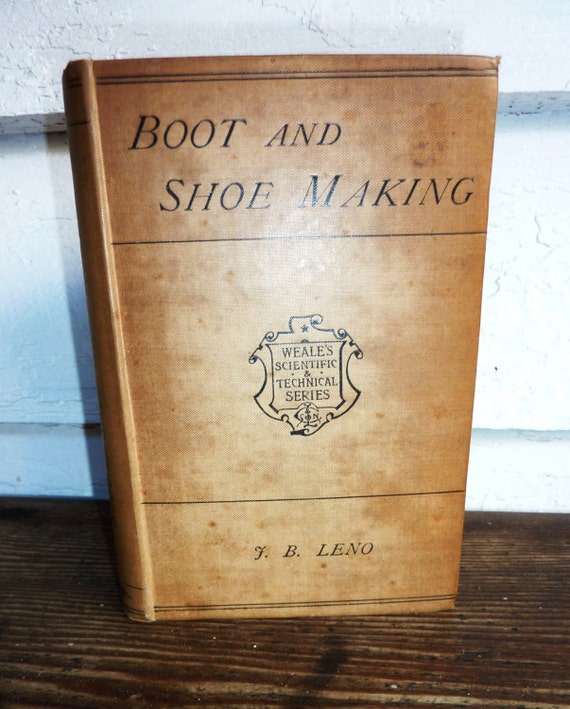 BOOT AND
SHOE MAKING
WEALE'S
SCIENTIFIC
&
TECHNICAL
SERIES
J. B. LENO